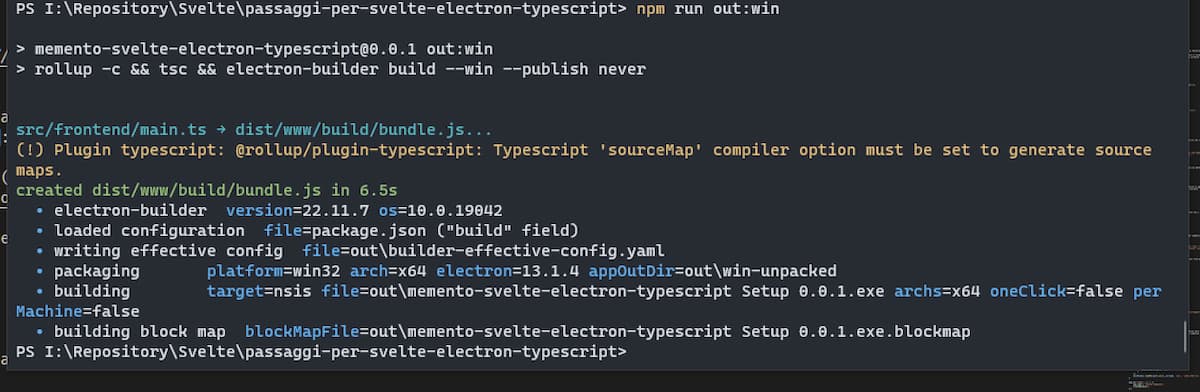 PS I:\Repository\Svelte\passaggi-per-svelte-electron-typescript> npm run out:win
> memento-svelte-electron-typescript@0.0.1 out:win
> rollup -c && tsc && electron-builder build --win --publish never
src/frontend/main.ts → dist/www/build/bundle.js...
(!) Plugin typescript: @rollup/plugin-typescript: Typescript 'sourceMap' compiler option must be set to generate source
maps.
created dist/www/build/bundle.js in 6.5s
• electron-builder  version=22.11.7 os=10.0.19042
• loaded configuration  file=package.json ("build" field)
• writing effective config  file=out\builder-effective-config.yaml
• packaging       platform=win32 arch=x64 electron=13.1.4 appOutDir=out\win-unpacked
• building        target=nsis file=out\memento-svelte-electron-typescript Setup 0.0.1.exe archs=x64 oneClick=false per
Machine=false
• building block map  blockMapFile=out\memento-svelte-electron-typescript Setup 0.0.1.exe.blockmap
PS I:\Repository\Svelte\passaggi-per-svelte-electron-typescript>